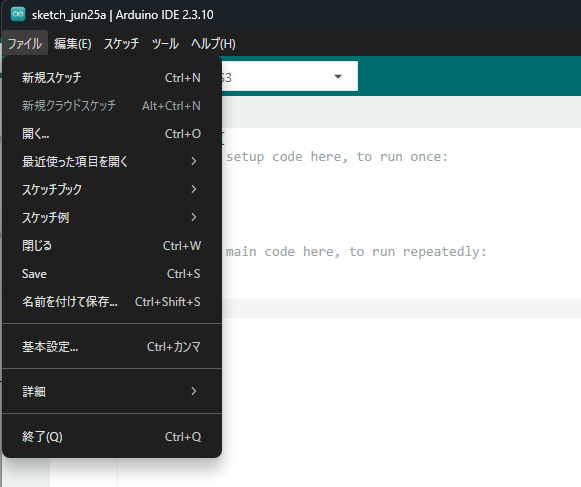 sketch_jun25a | Arduino IDE 2.3.10
ファイル 編集(E) スケッチ ツール ヘルプ(H)
新規スケッチ Ctrl+N
新規クラウドスケッチ Alt+Ctrl+N
開く... Ctrl+O
最近使った項目を開く
スケッチブック
スケッチ例
閉じる Ctrl+W
Save Ctrl+S
名前を付けて保存... Ctrl+Shift+S
基本設定... Ctrl+カンマ
詳細
終了(Q) Ctrl+Q
S3
{
setup code here, to run once:
main code here, to run repeatedly: